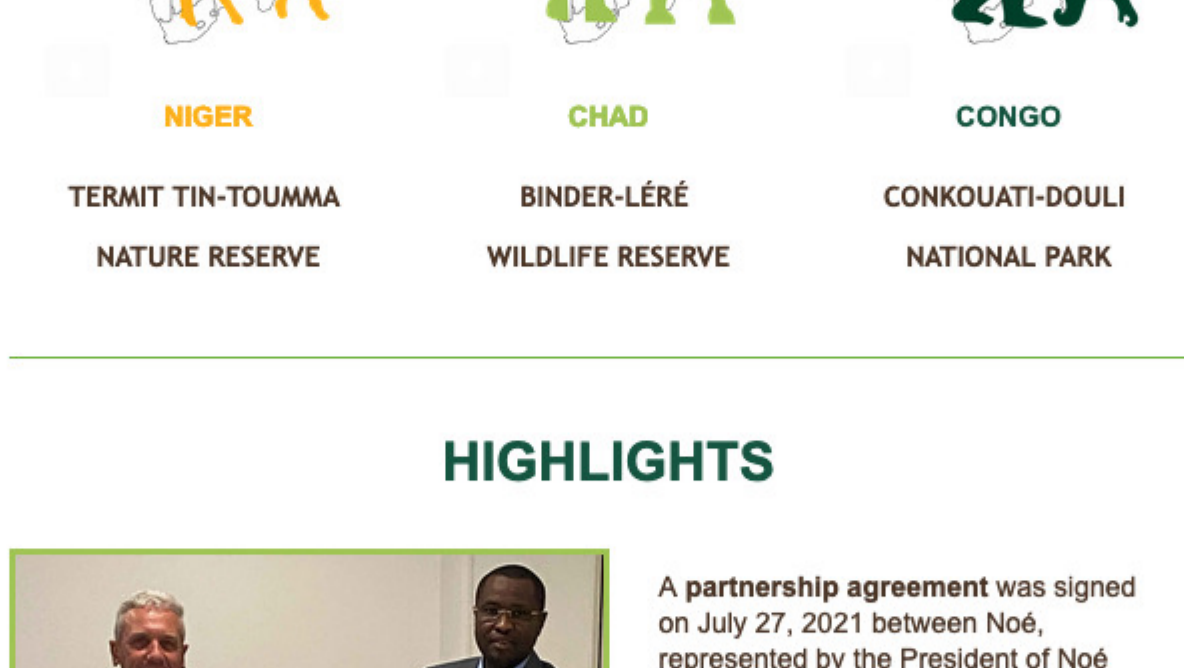 NIGER CHAD CONGO
TERMIT TIN-TOUMMA BINDER-LÉRÉ CONKOUATI-DOULI
NATURE RESERVE WILDLIFE RESERVE NATIONAL PARK
HIGHLIGHTS
A partnership agreement was signed
on July 27, 2021 between Noé,
represented by the President of Noé